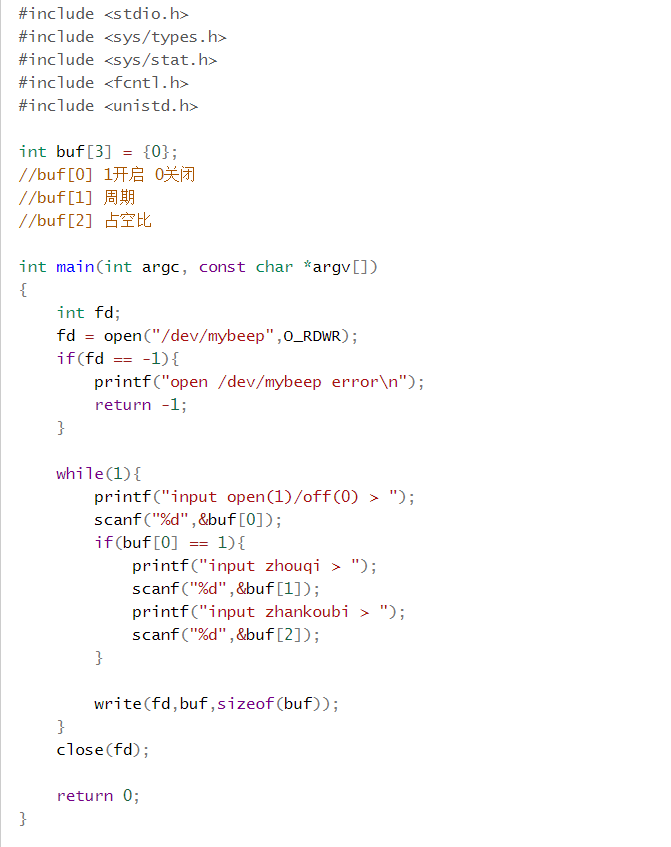 #include <stdio.h>
#include <sys/types.h>
#include <sys/stat.h>
#include <fcntl.h>
#include <unistd.h>

int buf[3] = {0};
//buf[0] 1开启 0关闭
//buf[1] 周期
//buf[2] 占空比

int main(int argc, const char *argv[])
{
    int fd;
    fd = open("/dev/mybeep",O_RDWR);
    if(fd == -1){
        printf("open /dev/mybeep error\n");
        return -1;
    }

    while(1){
        printf("input open(1)/off(0) > ");
        scanf("%d",&buf[0]);
        if(buf[0] == 1){
            printf("input zhouqi > ");
            scanf("%d",&buf[1]);
            printf("input zhankoubi > ");
            scanf("%d",&buf[2]);
        }

        write(fd,buf,sizeof(buf));
    }
    close(fd);

    return 0;
}